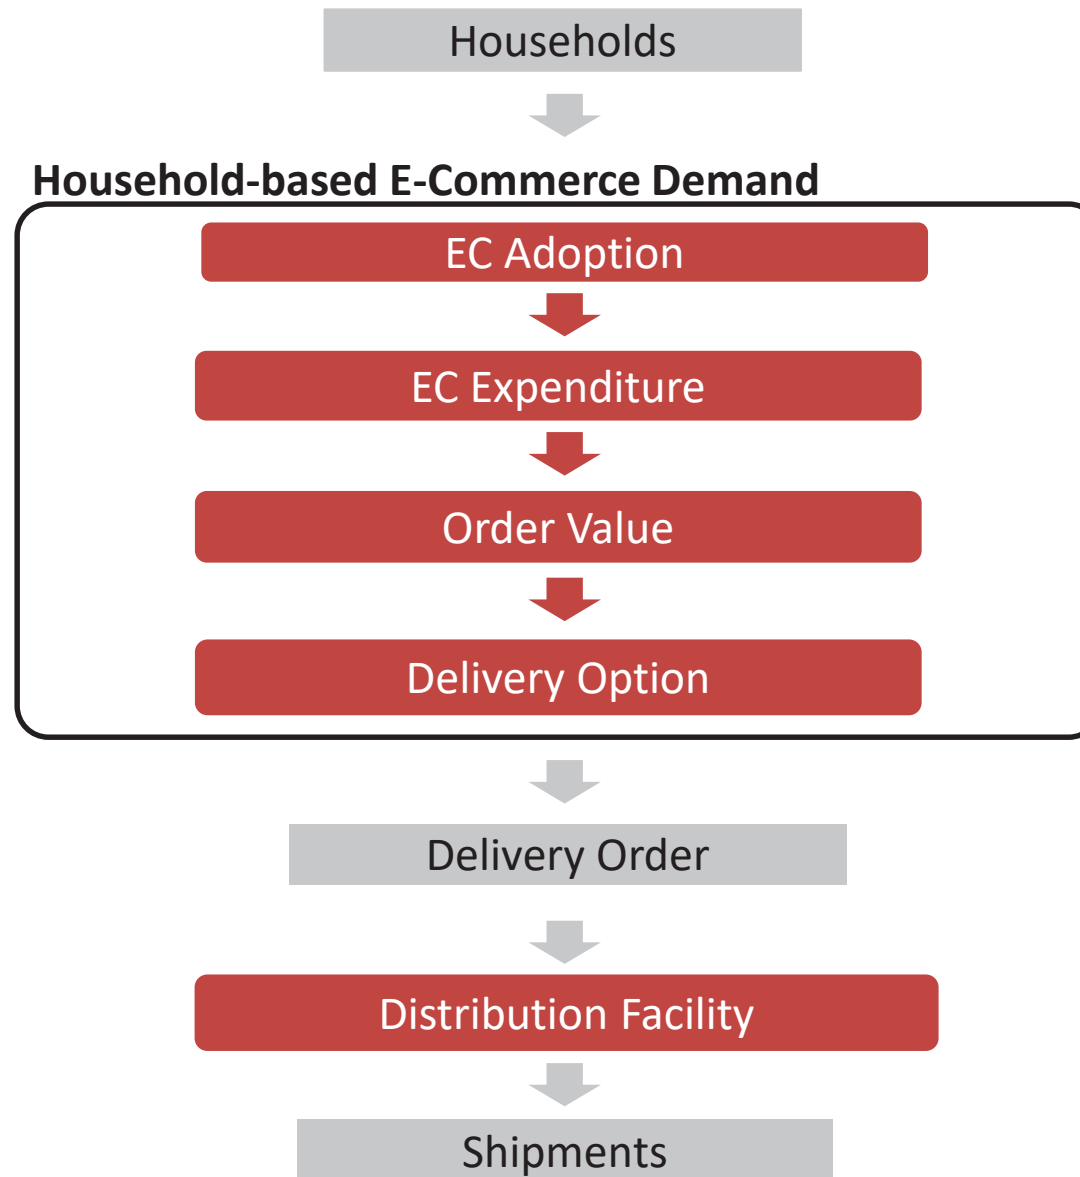 Households
Household-based E-Commerce Demand
EC Adoption
EC Expenditure
Order Value
Delivery Option
Delivery Order
Distribution Facility
Shipments